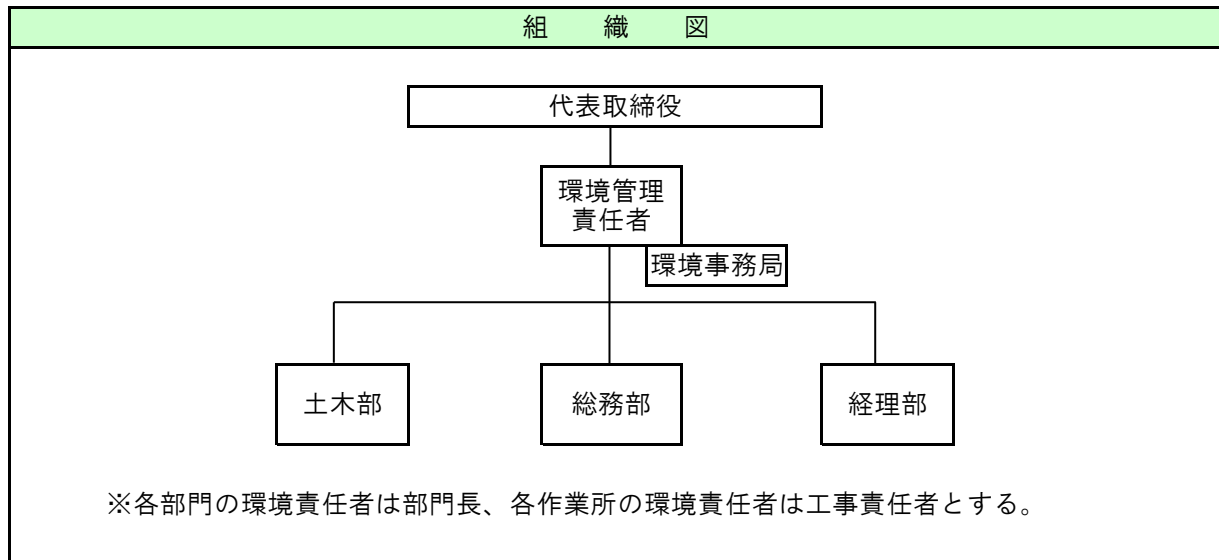 組 織 図
代表取締役
環境管理
責任者
環境事務局
土木部 総務部 経理部
※各部門の環境責任者は部門長、各作業所の環境責任者は工事責任者とする。